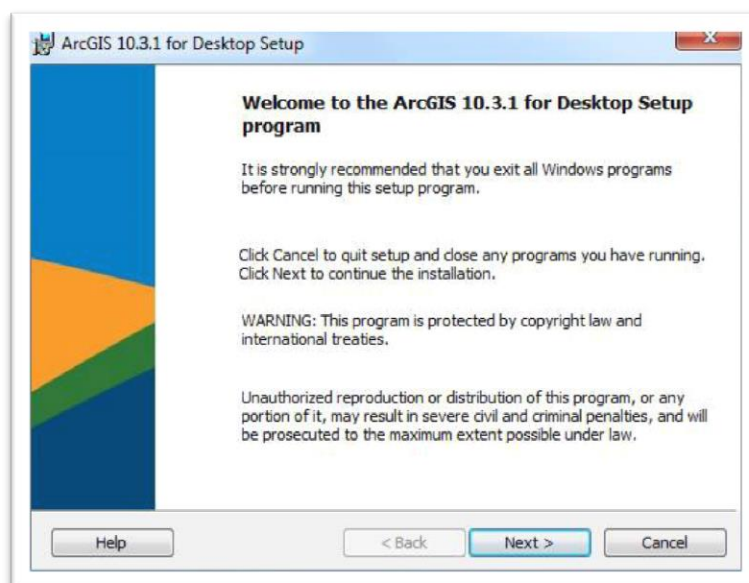 ArcGIS 10.3.1 for Desktop Setup
X
Welcome to the ArcGIS 10.3.1 for Desktop Setup
program
It is strongly recommended that you exit all Windows programs
before running this setup program.
Click Cancel to quit setup and close any programs you have running.
Click Next to continue the installation.
WARNING: This program is protected by copyright law and
international treaties.
Unauthorized reproduction or distribution of this program, or any
portion of it, may result in severe civil and criminal penalties, and will
be prosecuted to the maximum extent possible under law.
Help
< Back
Next >
Cancel